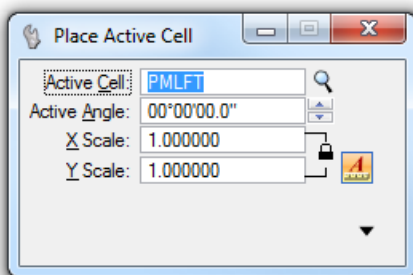 Place Active Cell
Active Cell: PMLFT
Active Angle: 00°00'00.0"
X Scale: 1.000000
Y Scale: 1.000000
A